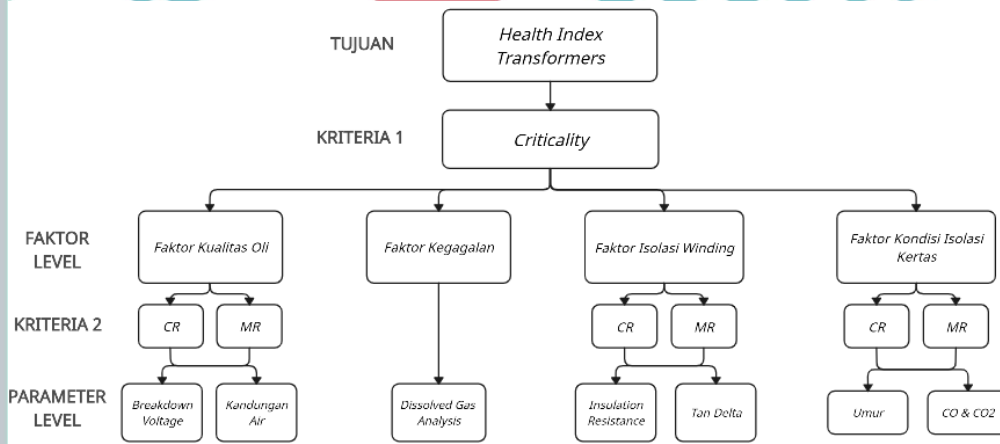 TUJUAN
Health Index
Transformers
KRITERIA 1
Criticality
FAKTOR
LEVEL
Faktor Kualitas Oli
Faktor Kegagalan
Faktor Isolasi Winding
Faktor Kondisi Isolasi
Kertas
KRITERIA 2
CR
MR
CR
MR
CR
MR
PARAMETER
LEVEL
Breakdown
Voltage
Kandungan
Air
Dissolved Gas
Analysis
Insulation
Resistance
Tan Delta
Umur
CO & CO2